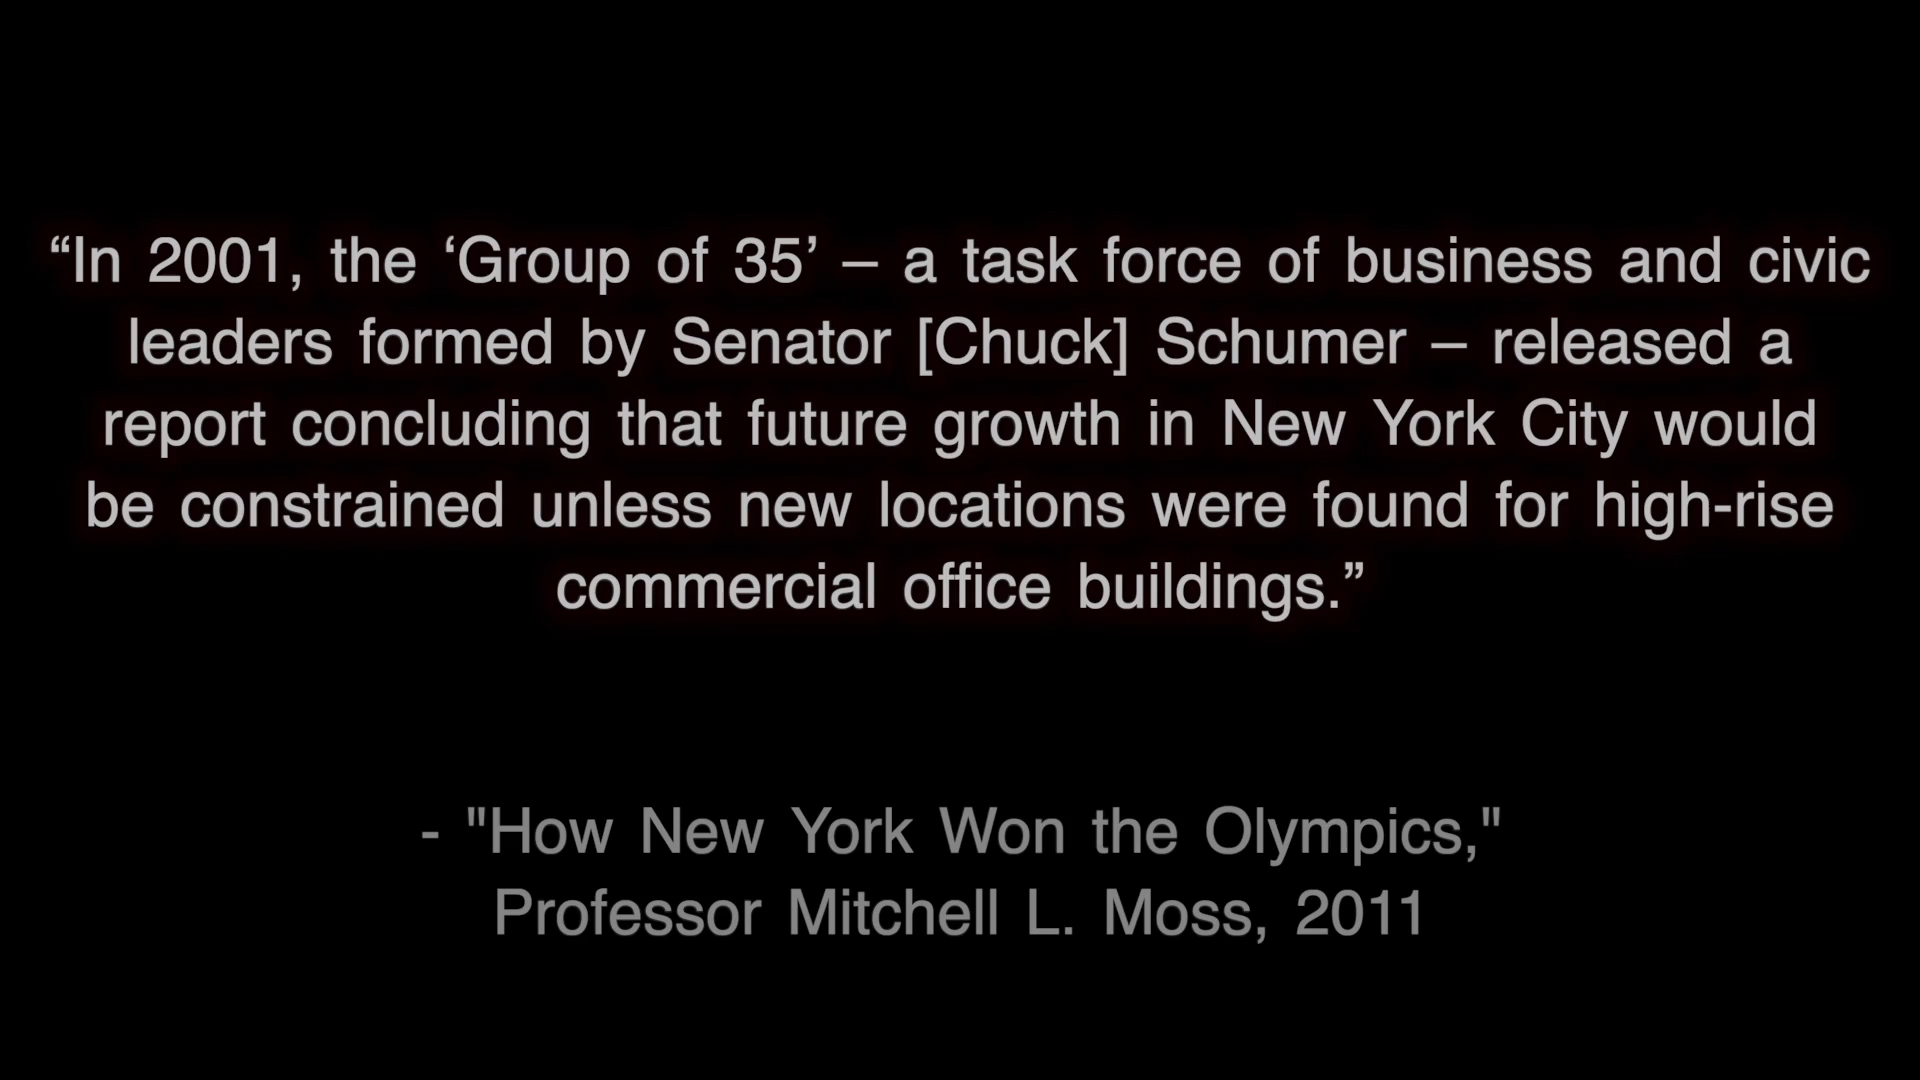 “In 2001, the ‘Group of 35’ – a task force of business and civic
leaders formed by Senator [Chuck] Schumer – released a
report concluding that future growth in New York City would
be constrained unless new locations were found for high-rise
commercial office buildings.”
- "How New York Won the Olympics,"
Professor Mitchell L. Moss, 2011